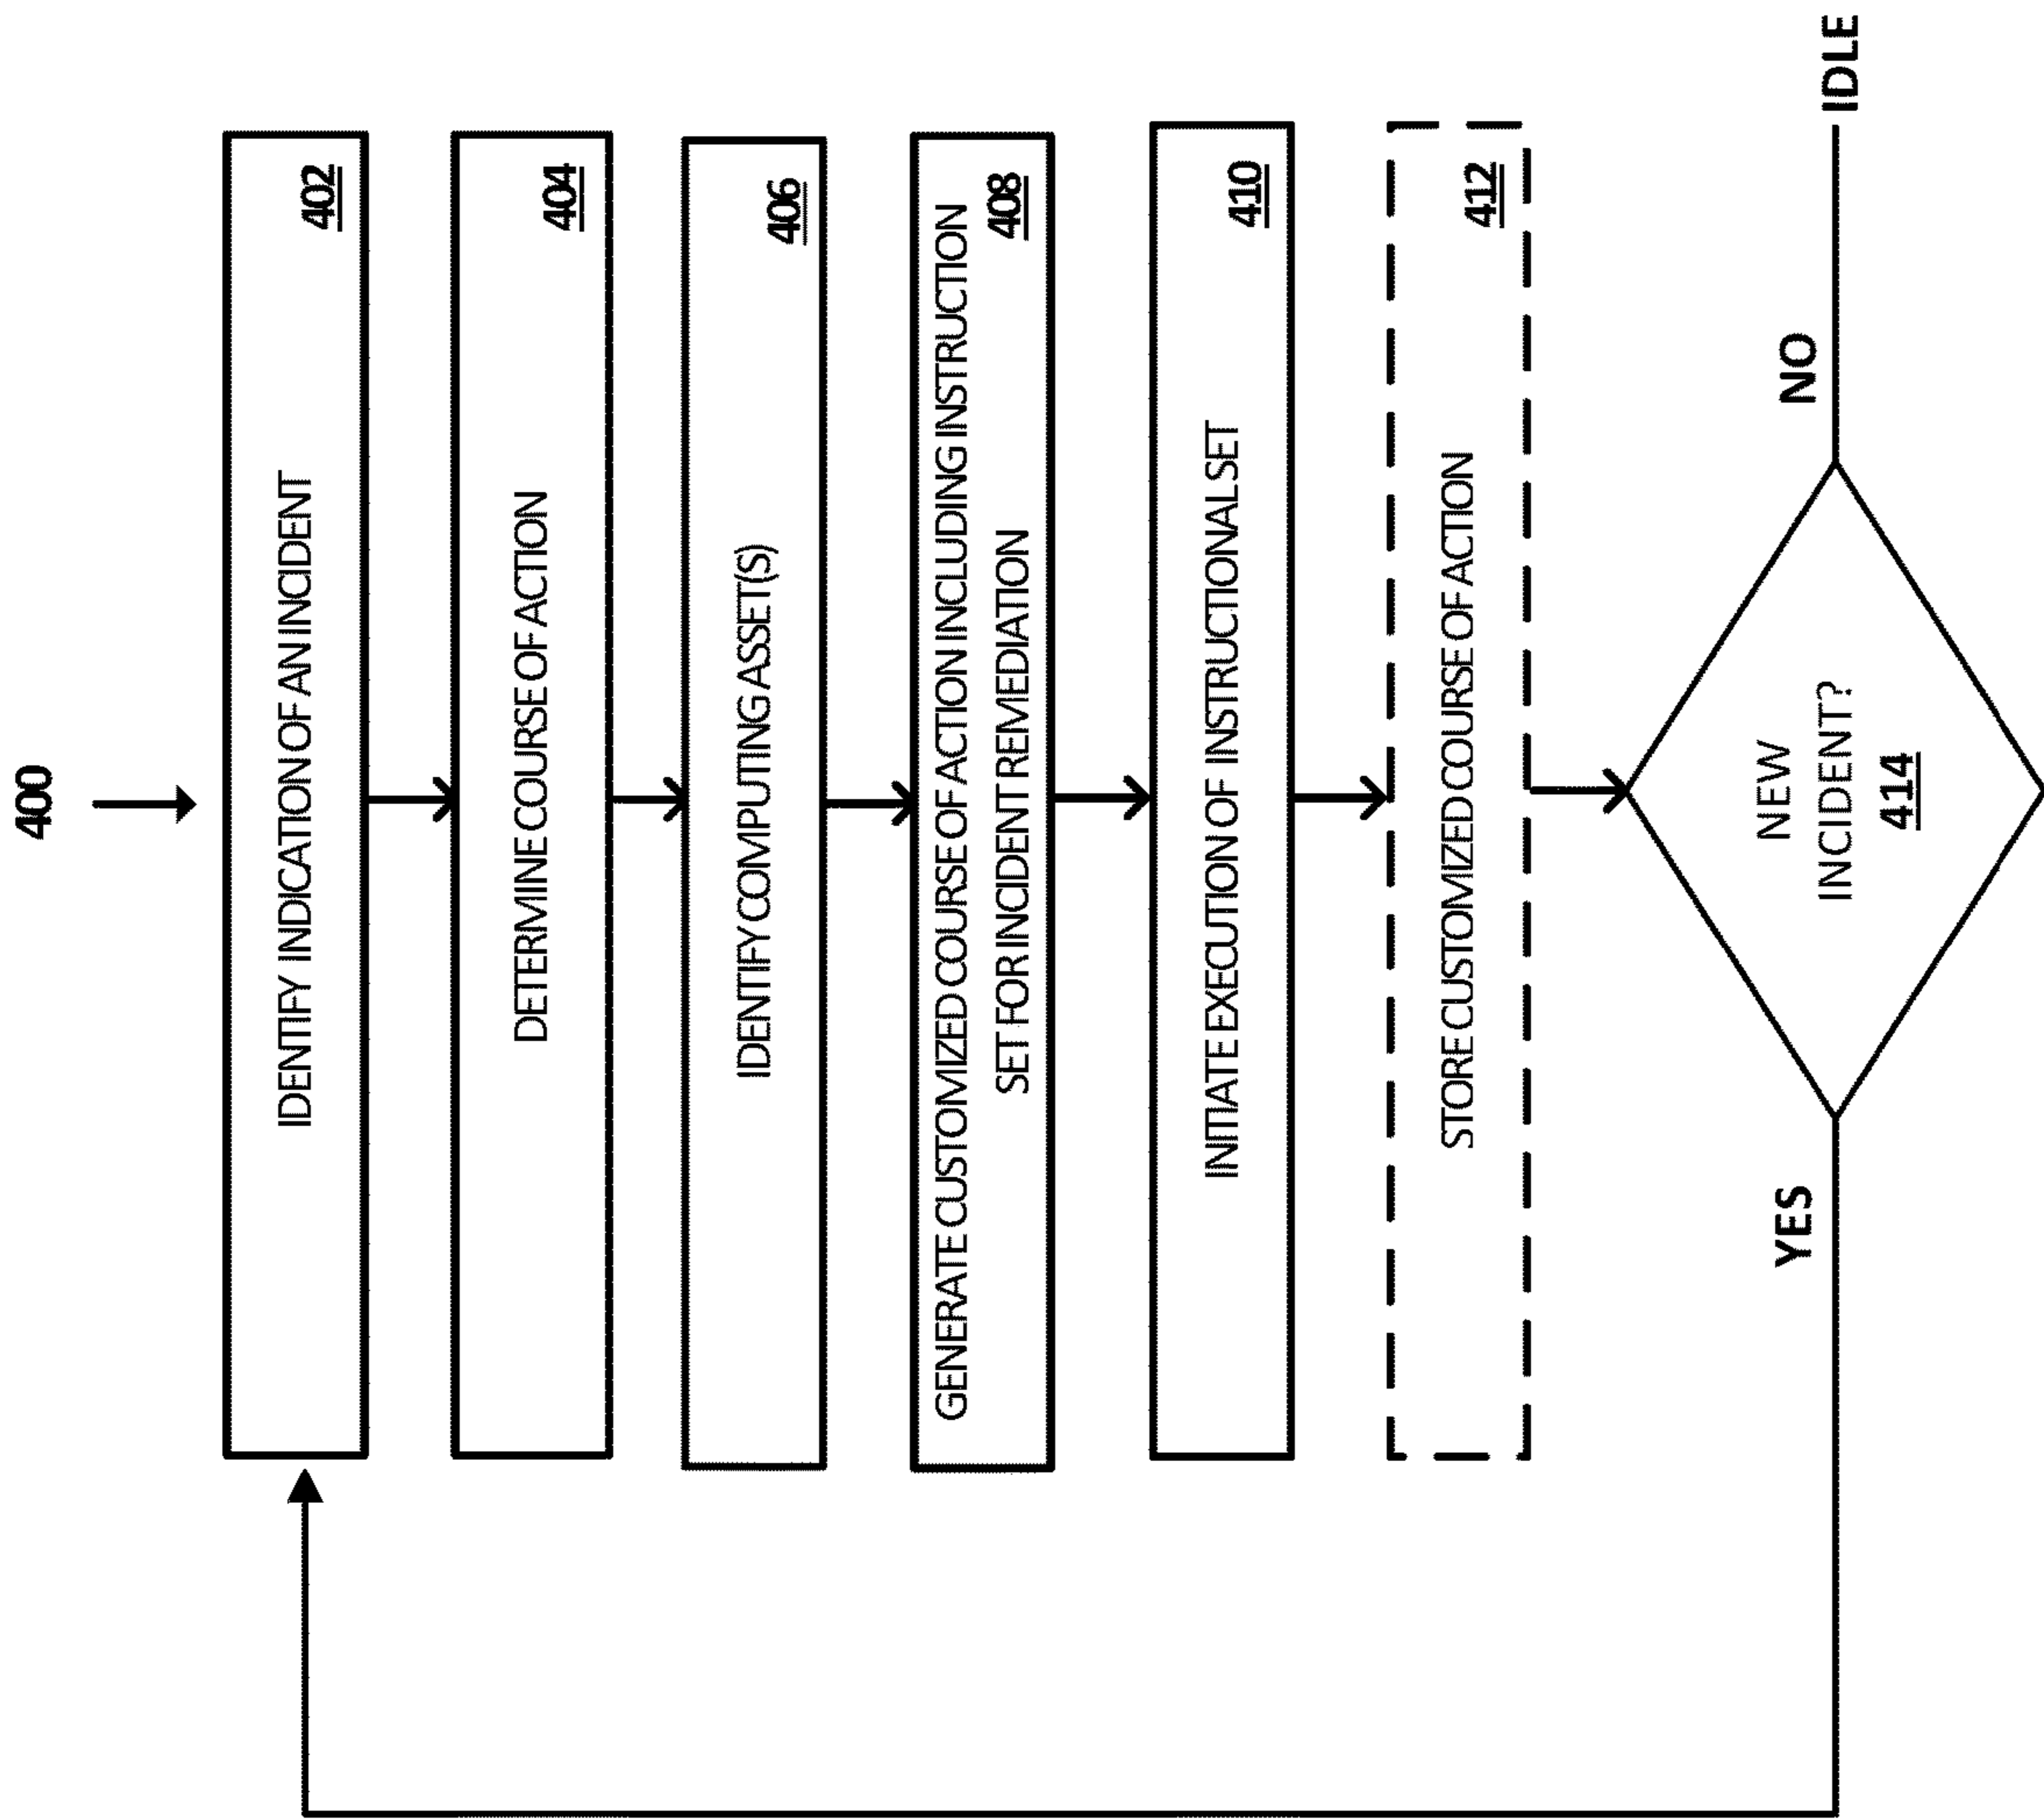 400
IDENTIFY INDICATION OF AN INCIDENT
402
DETERMINE COURSE OF ACTION
404
IDENTIFY COMPUTING ASSET(S)
406
GENERATE CUSTOMIZED COURSE OF ACTION INCLUDING INSTRUCTION
SET FOR INCIDENT REMEDIATION
408
INITIATE EXECUTION OF INSTRUCTIONAL SET
410
STORE CUSTOMIZED COURSE OF ACTION
412
NEW
INCIDENT?
414
YES
NO
IDLE